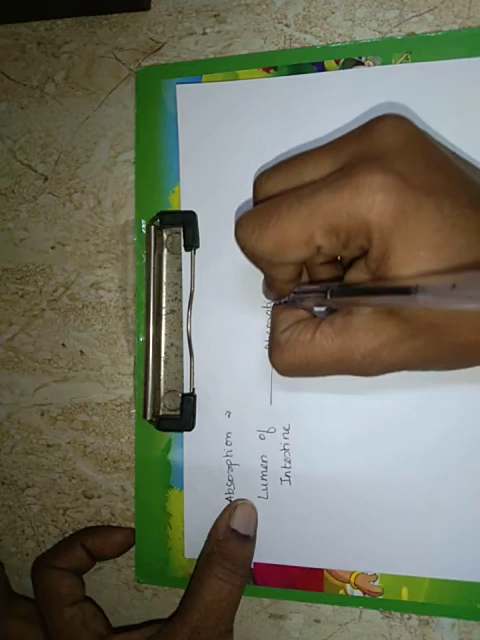 Absorption →
Lumen of
Intestine